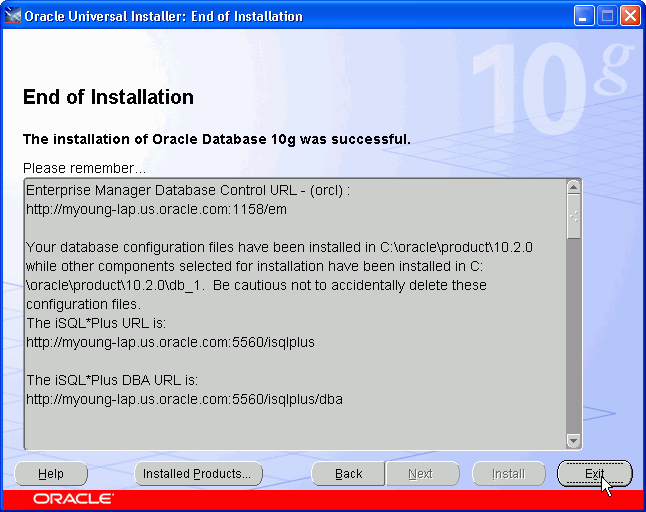 Oracle Universal Installer: End of Installation
10g
End of Installation
The installation of Oracle Database 10g was successful.
Please remember...
Enterprise Manager Database Control URL - (orcl) :
http://myoung-lap.us.oracle.com:1158/em
Your database configuration files have been installed in C:\oracle\product\10.2.0
while other components selected for installation have been installed in C:
\oracle\product\10.2.0\db_1.  Be cautious not to accidentally delete these
configuration files.
The iSQL*Plus URL is:
http://myoung-lap.us.oracle.com:5560/isqlplus
The iSQL*Plus DBA URL is:
http://myoung-lap.us.oracle.com:5560/isqlplus/dba
Help Installed Products... Back Next Install Exit
ORACLE